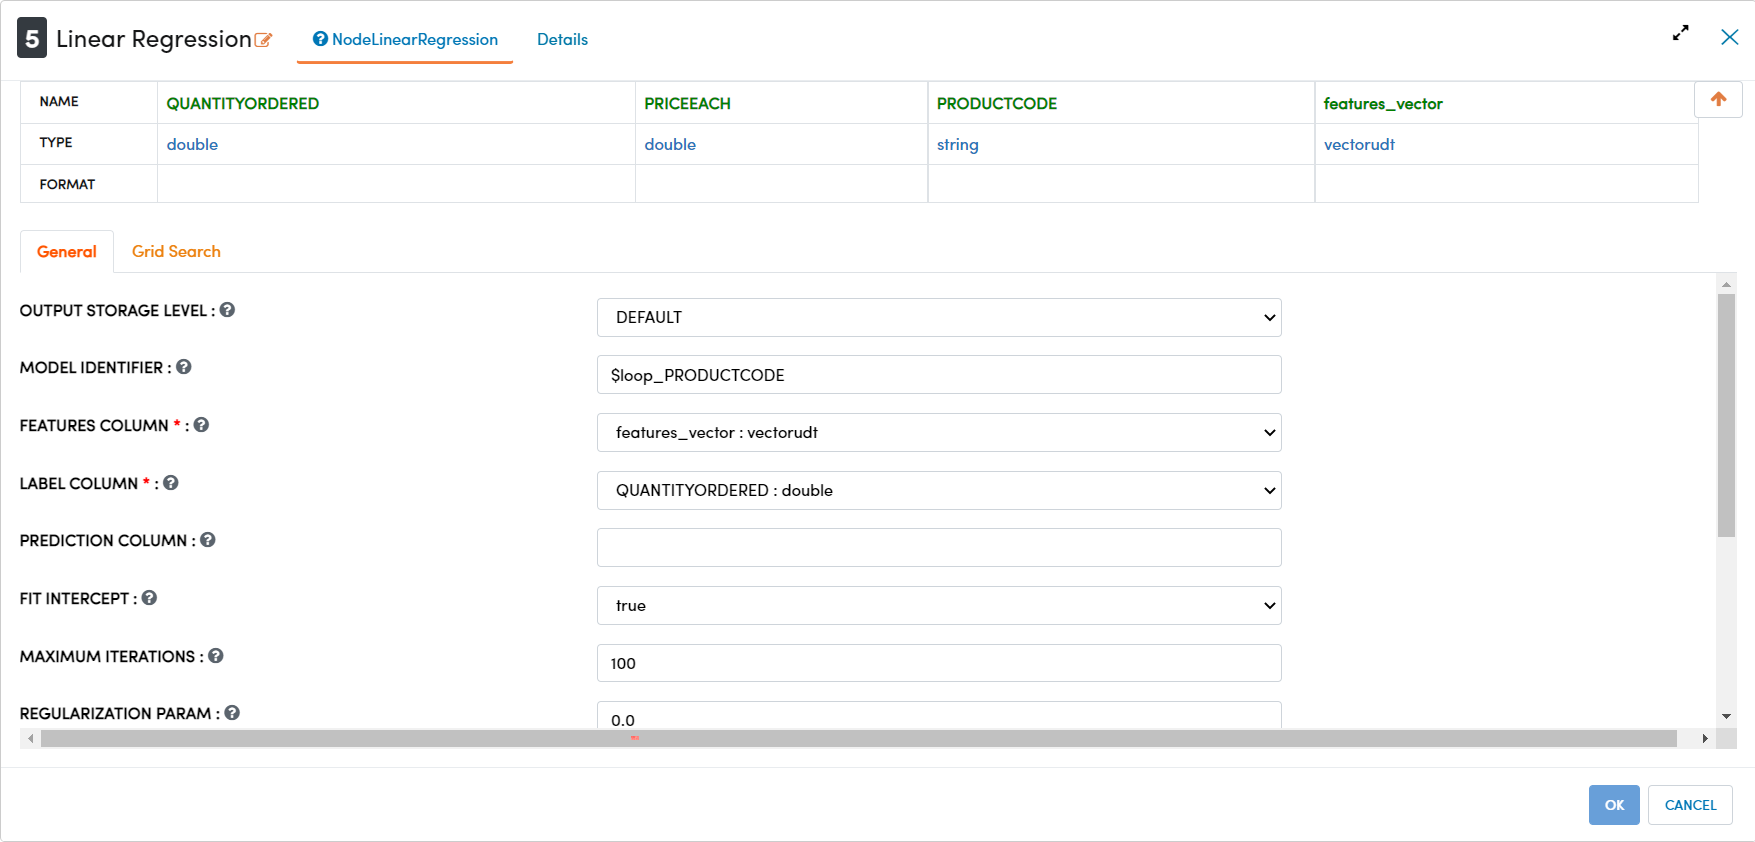 5 Linear Regression NodeLinearRegression Details
NAME QUANTITYORDERED PRICEEACH PRODUCTCODE features_vector
TYPE double double string vectorudt
FORMAT
General Grid Search
OUTPUT STORAGE LEVEL : DEFAULT
MODEL IDENTIFIER : $loop_PRODUCTCODE
FEATURES COLUMN * : features_vector : vectorudt
LABEL COLUMN * : QUANTITYORDERED : double
PREDICTION COLUMN :
FIT INTERCEPT : true
MAXIMUM ITERATIONS : 100
REGULARIZATION PARAM : 0.0
OK CANCEL